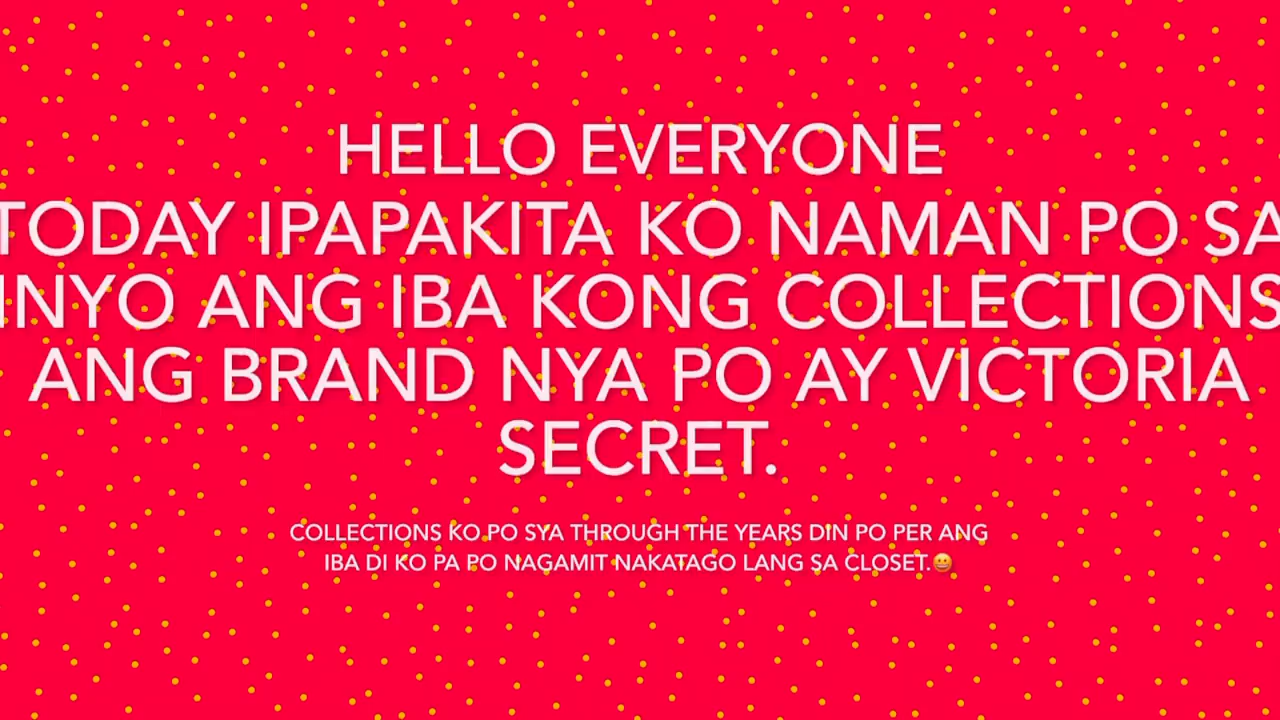 HELLO EVERYONE
TODAY IPAPAKITA KO NAMAN PO SA
INYO ANG IBA KONG COLLECTIONS
ANG BRAND NYA PO AY VICTORIA
SECRET.
COLLECTIONS KO PO SYA THROUGH THE YEARS DIN PO PER ANG
IBA DI KO PA PO NAGAMIT NAKATAGO LANG SA CLOSET.😀